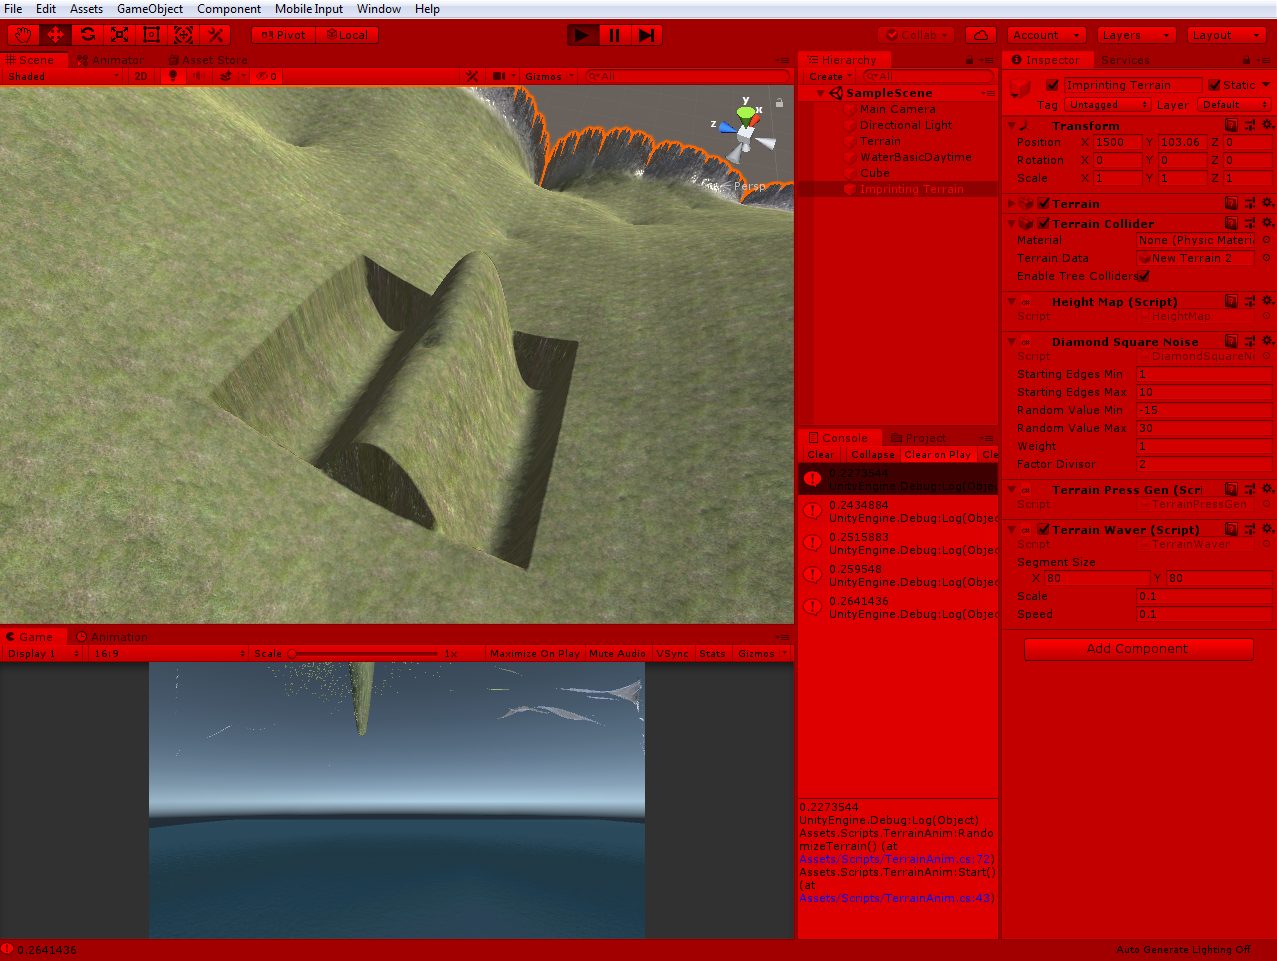 File Edit Assets GameObject Component Mobile Input Window Help
Pivot Local Collab Account Layers Layout
Scene Animator Asset Store
Shaded 2D 0 Gizmos All
y
x
z
Persp
Game Animation
Display 1 16:9 Scale 1x Maximize On Play Mute Audio VSync Stats Gizmos
Hierarchy
Create All
SampleScene
Main Camera
Directional Light
Terrain
WaterBasicDaytime
Cube
Imprinting Terrain
Console Project
Clear Collapse Clear on Play Cle
0.2273544
UnityEngine.Debug:Log(Objec
0.2434884
UnityEngine.Debug:Log(Objec
0.2515883
UnityEngine.Debug:Log(Objec
0.259548
UnityEngine.Debug:Log(Objec
0.2641436
UnityEngine.Debug:Log(Objec
0.2273544
UnityEngine.Debug:Log(Object)
Assets.Scripts.TerrainAnim:Rando
mizeTerrain() (at
Assets/Scripts/TerrainAnim.cs:72)
Assets.Scripts.TerrainAnim:Start()
(at
Assets/Scripts/TerrainAnim.cs:43)
Inspector Services
Imprinting Terrain Static
Tag Untagged Layer Default
Transform
Position X 1500 Y 103.06 Z 0
Rotation X 0 Y 0 Z 0
Scale X 1 Y 1 Z 1
Terrain
Terrain Collider
Material None (Physic Materi
Terrain Data New Terrain 2
Enable Tree Colliders
Height Map (Script)
Script HeightMap
Diamond Square Noise
Script DiamondSquareN
Starting Edges Min 1
Starting Edges Max 10
Random Value Min -15
Random Value Max 30
Weight 1
Factor Divisor 2
Terrain Press Gen (Scri
Script TerrainPressGen
Terrain Waver (Script)
Script TerrainWaver
Segment Size
X 80 Y 80
Scale 0.1
Speed 0.1
Add Component
0.2641436
Auto Generate Lighting Off